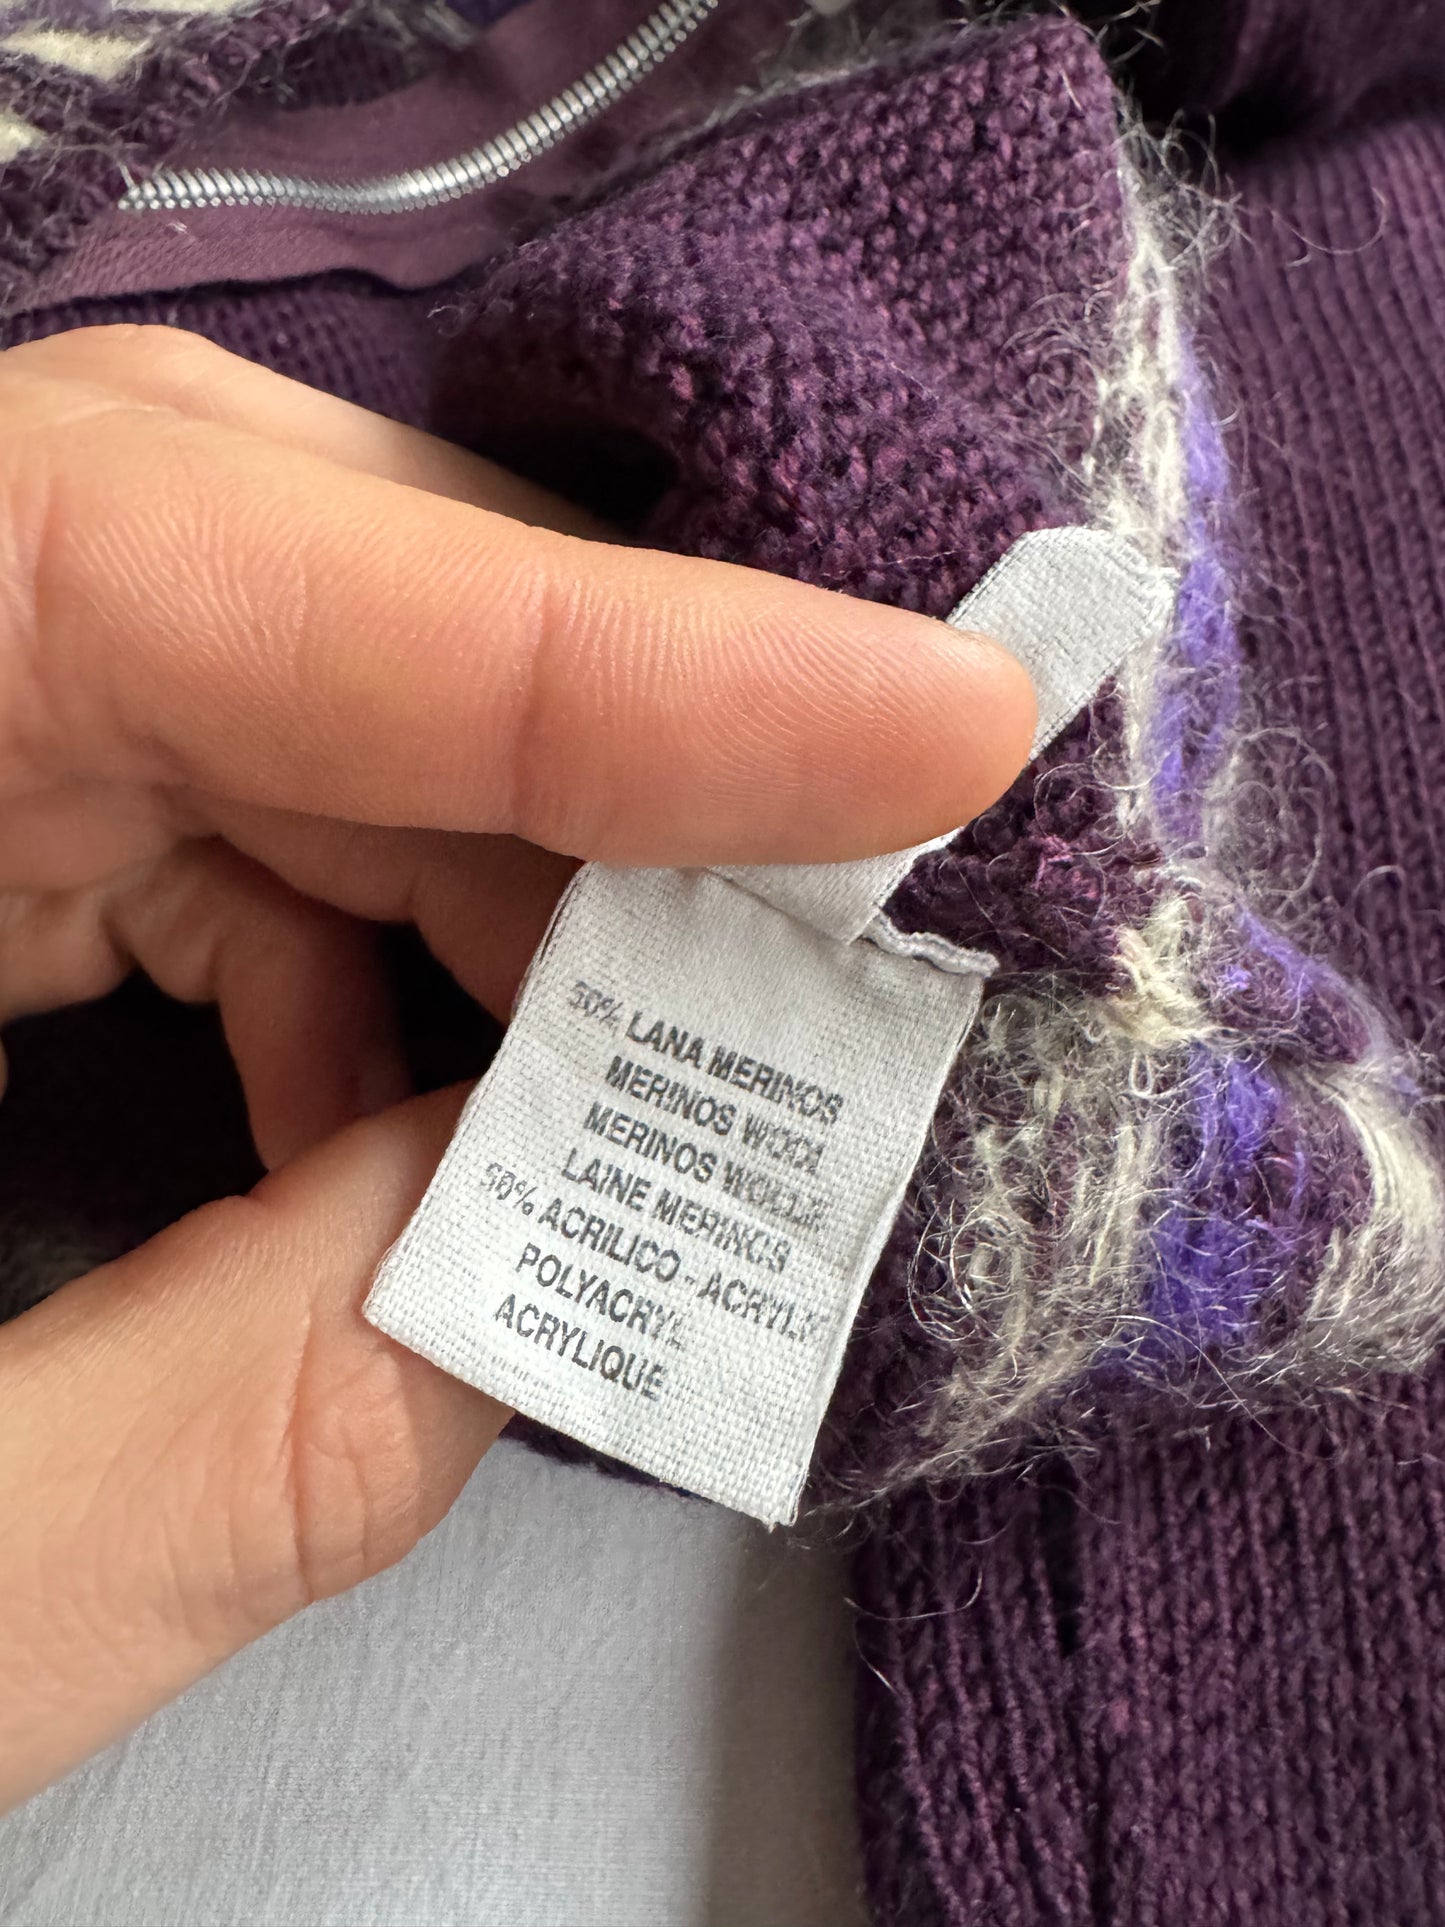 50% LANA MERINOS
MERINOS WOOL
MERINOS WOLLE
LAINE MERINOS
50% ACRILICO - ACRYLIC
POLYACRYL
ACRYLIQUE